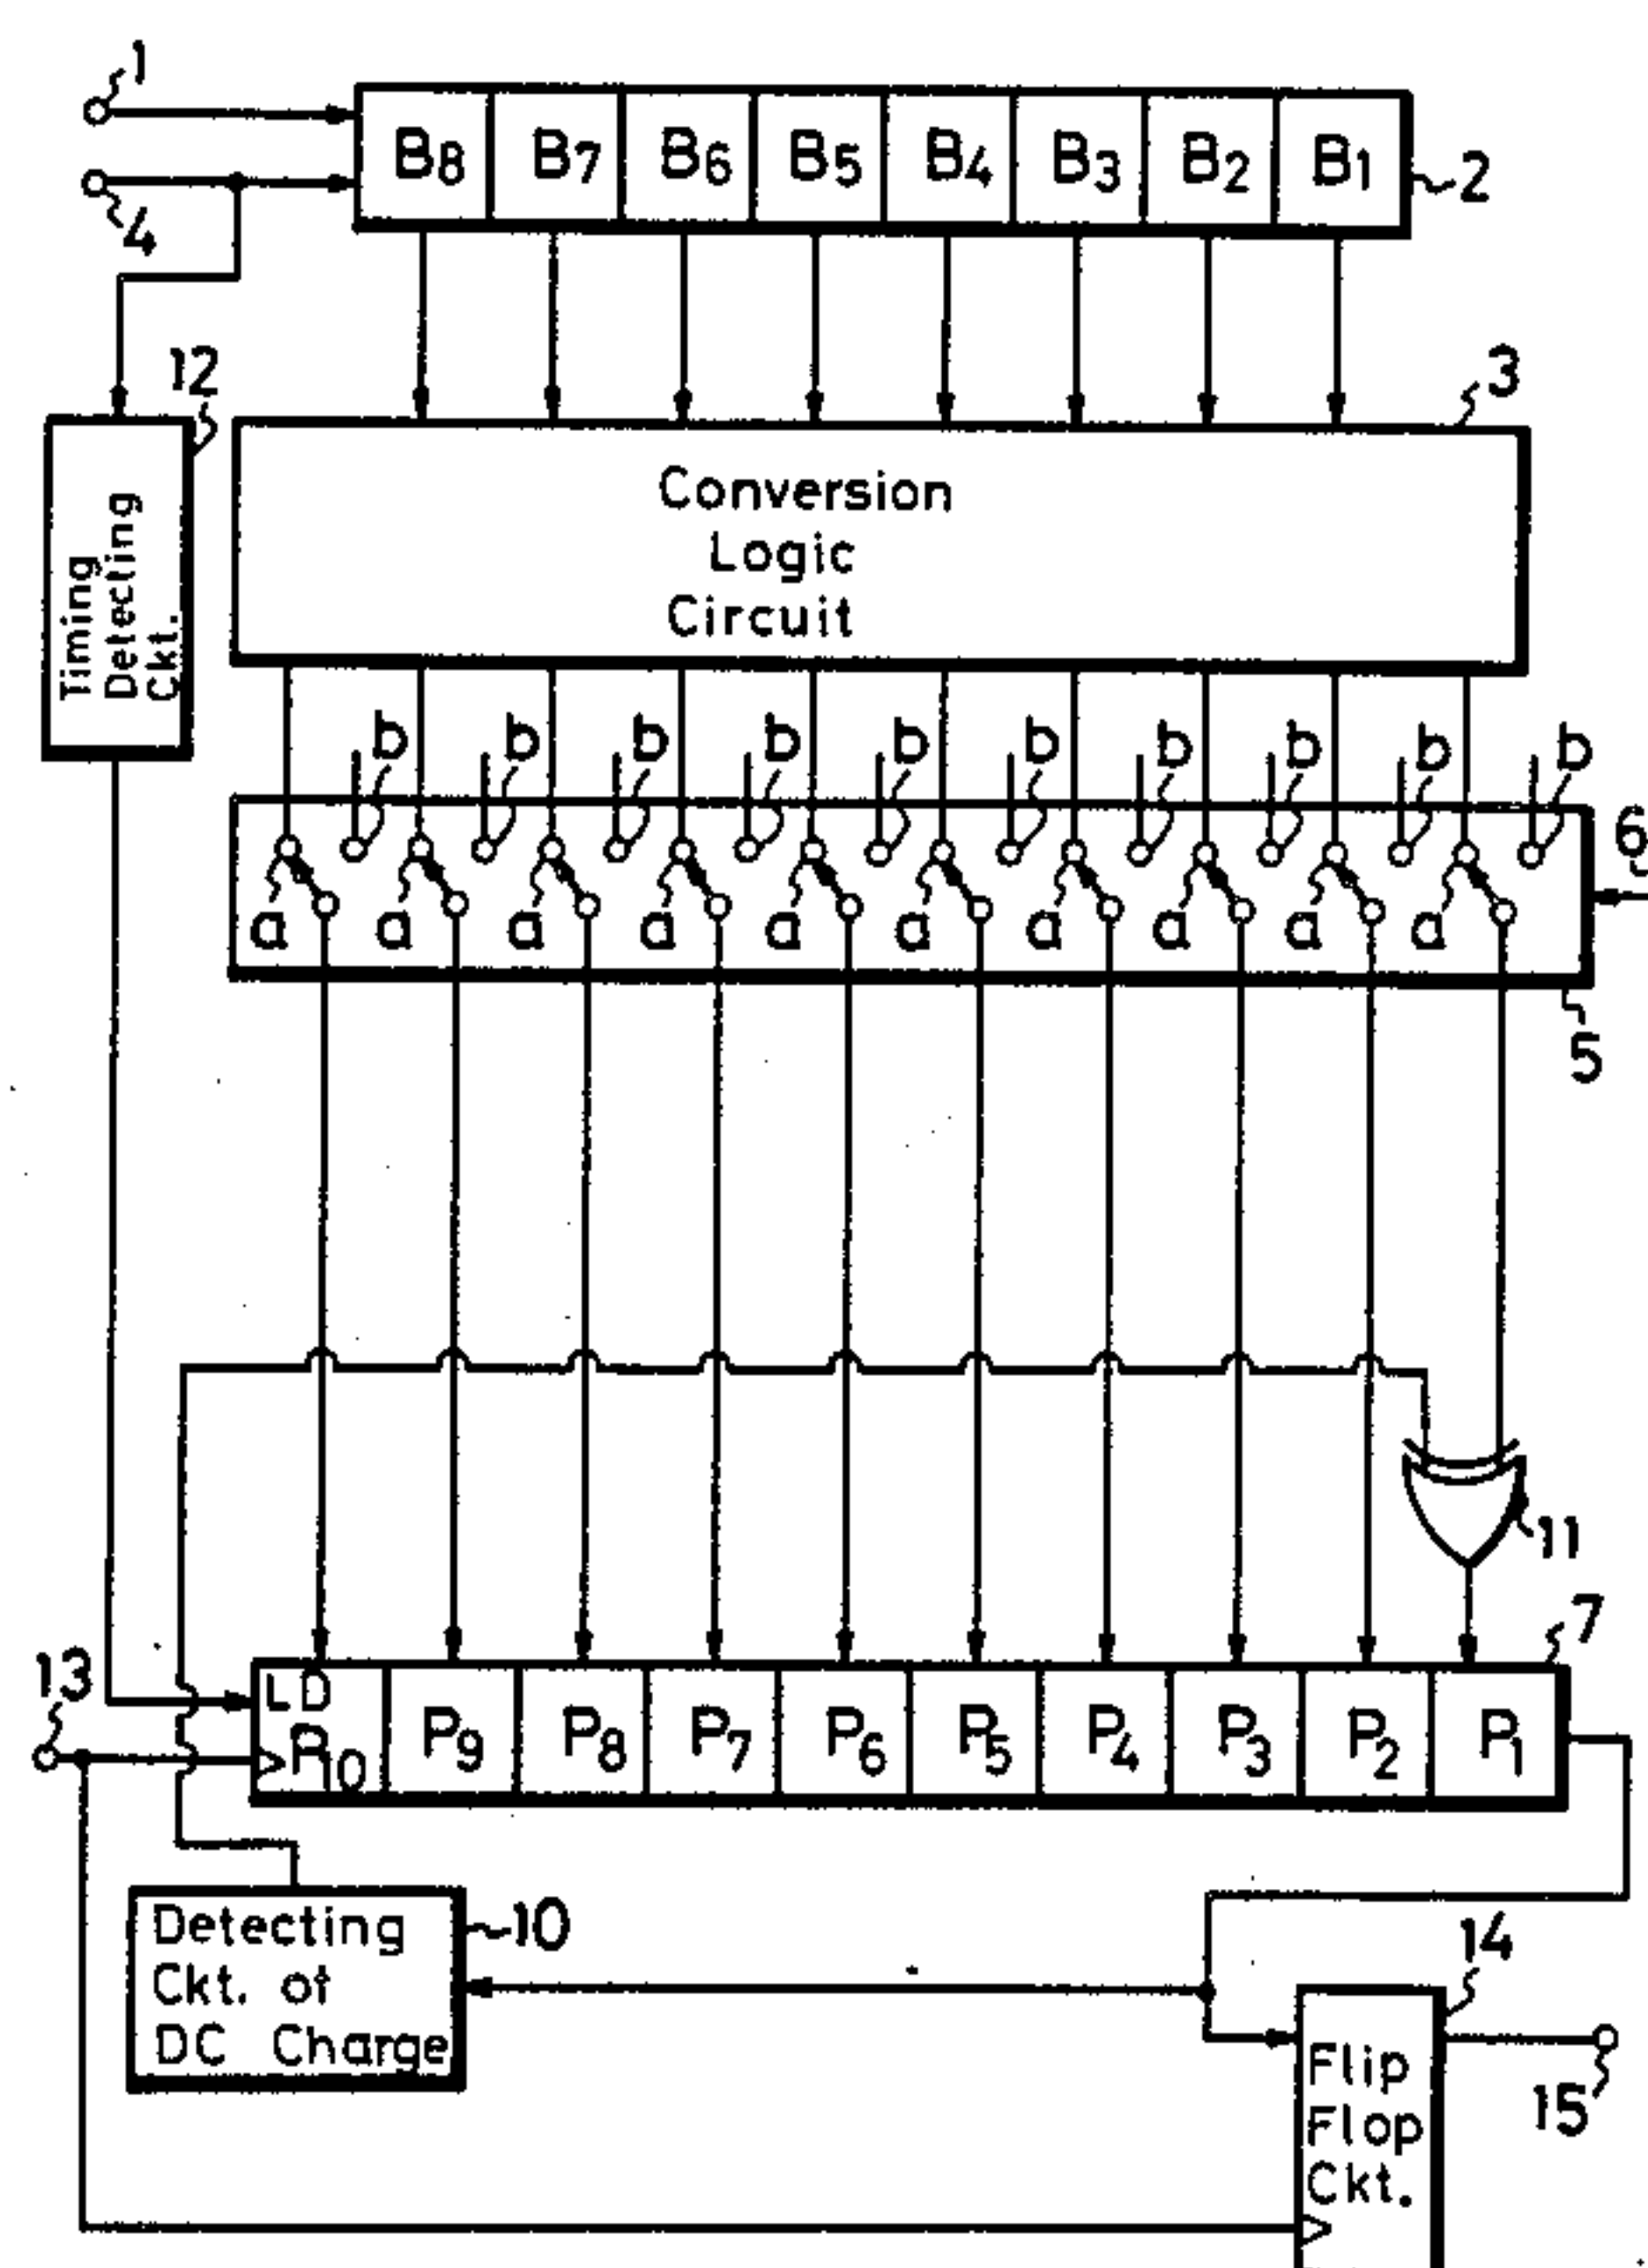 1
B8 B7 B6 B5 B4 B3 B2 B1
2
4
12
3
Timing
Detecting
Ckt.
Conversion
Logic
Circuit
b b b b b b b b b b
6
a a a a a a a a a a
5
11
7
13
LD
P10 P9 P8 P7 P6 P5 P4 P3 P2 P1
Detecting
Ckt. of
DC Charge
10
14
Flip
Flop
Ckt.
15